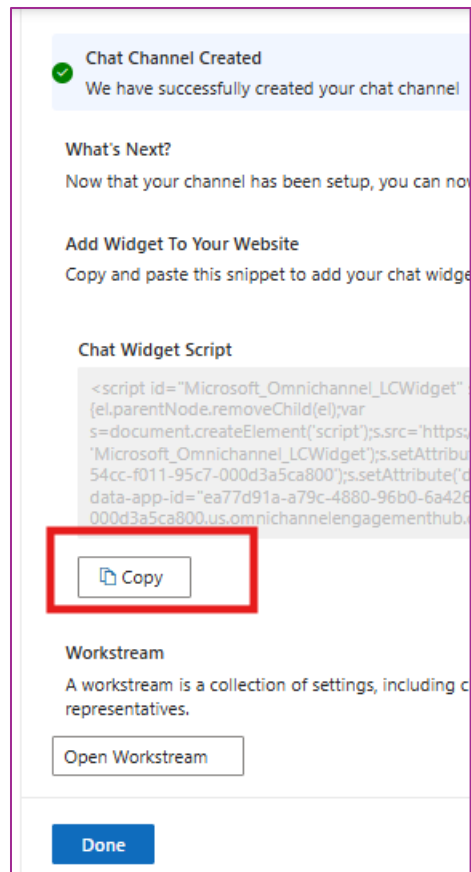 Chat Channel Created
We have successfully created your chat channel
What's Next?
Now that your channel has been setup, you can now
Add Widget To Your Website
Copy and paste this snippet to add your chat widge
Chat Widget Script
<script id="Microsoft_Omnichannel_LCWidget" s
{el.parentNode.removeChild(el);var
s=document.createElement('script');s.src='https:
'Microsoft_Omnichannel_LCWidget');s.setAttribu
54cc-f011-95c7-000d3a5ca800');s.setAttribute('d
data-app-id="ea77d91a-a79c-4880-96b0-6a426
000d3a5ca800.us.omnichannelengagementhub.
Copy
Workstream
A workstream is a collection of settings, including c
representatives.
Open Workstream
Done